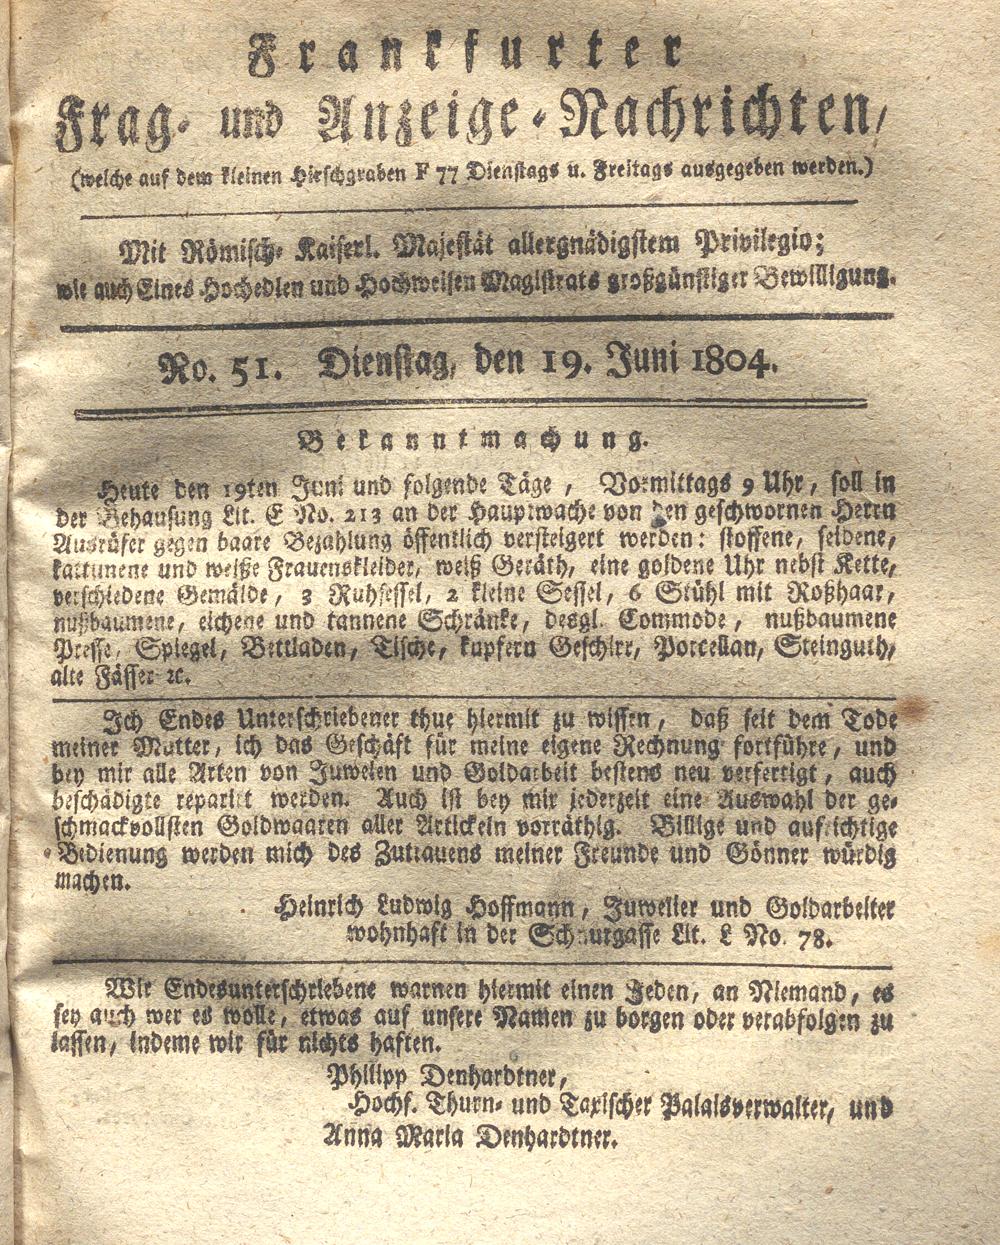 Frankfurter
Frag- und Anzeige-Nachrichten,
(welche auf dem kleinen Hirschgraben F 77 Dienstags u. Freitags ausgegeben werden.)
Mit Römisch- Kaiserl. Majestät allergnädigstem Privilegio;
wie auch Eines Hochedlen und Hochweisen Magistrats großgünstiger Bewilligung.
No. 51. Dienstag, den 19. Juni 1804.
Bekanntmachung.
Heute den 19ten Juni und folgende Täge, Vormittags 9 Uhr, soll in
der Behausung Lit. E No. 213 an der Hauptwache von den geschwornen Herrn
Ausrüfer gegen baare Bezahlung öffentlich versteigert werden: stoffene, seidene,
kattunene und weiße Frauenskleider, weiß Geräth, eine goldene Uhr nebst Kette,
verschiedene Gemälde, 3 Ruhsessel, 2 kleine Sessel, 6 Stühl mit Roßhaar,
nußbaumene, eichene und tannene Schränke, desgl. Commode, nußbaumene
Presse, Spiegel, Bettladen, Tische, kupfern Geschirr, Porcellan, Steinguth,
alte Fässer ꝛc.
Ich Endes Unterschriebener thue hiermit zu wissen, daß seit dem Tode
meiner Mutter, ich das Geschäft für meine eigene Rechnung fortführe, und
bey mir alle Arten von Juwelen und Goldarbeit bestens neu verfertigt, auch
beschädigte reparirt werden. Auch ist bey mir jederzeit eine Auswahl der ge-
schmackvollsten Goldwaaren aller Artickeln vorräthig. Billige und aufrichtige
Bedienung werden mich des Zutrauens meiner Freunde und Gönner würdig
machen.
Heinrich Ludwig Hoffmann, Juwelier und Goldarbeiter
wohnhaft in der Schnurgasse Lit. L No. 78.
Wir Endesunterschriebene warnen hiermit einen Jeden, an Niemand, es
sey auch wer es wolle, etwas auf unsere Namen zu borgen oder verabfolgen zu
lassen, indeme wir für nichts haften.
Philipp Denhardtner,
Hochf. Thurn- und Taxischer Palaisverwalter, und
Anna Maria Denhardtner.